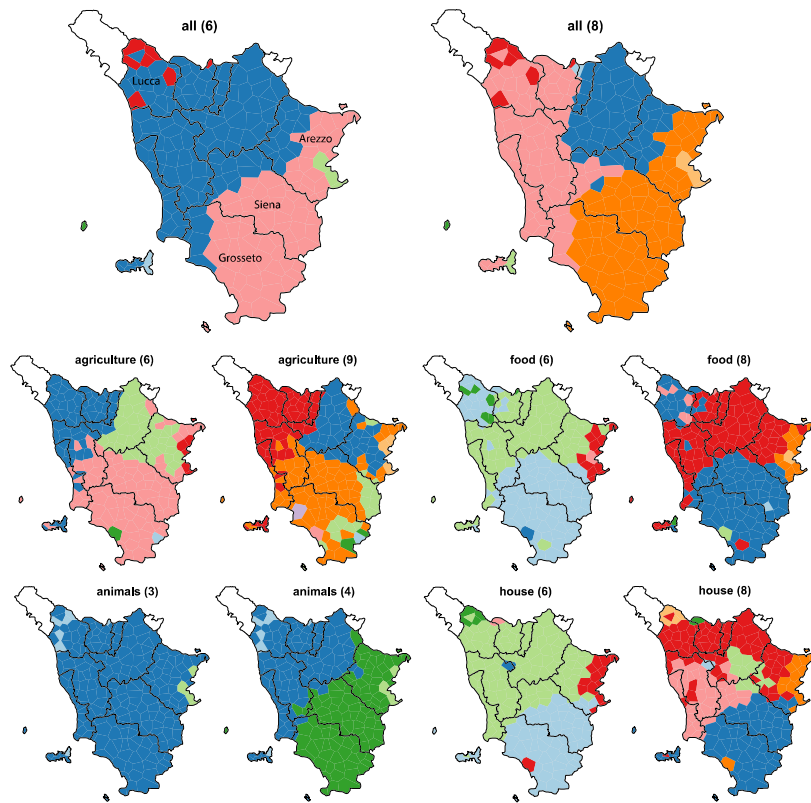 all (6)
all (8)
Lucca
Arezzo
Siena
Grosseto
agriculture (6)
agriculture (9)
food (6)
food (8)
animals (3)
animals (4)
house (6)
house (8)